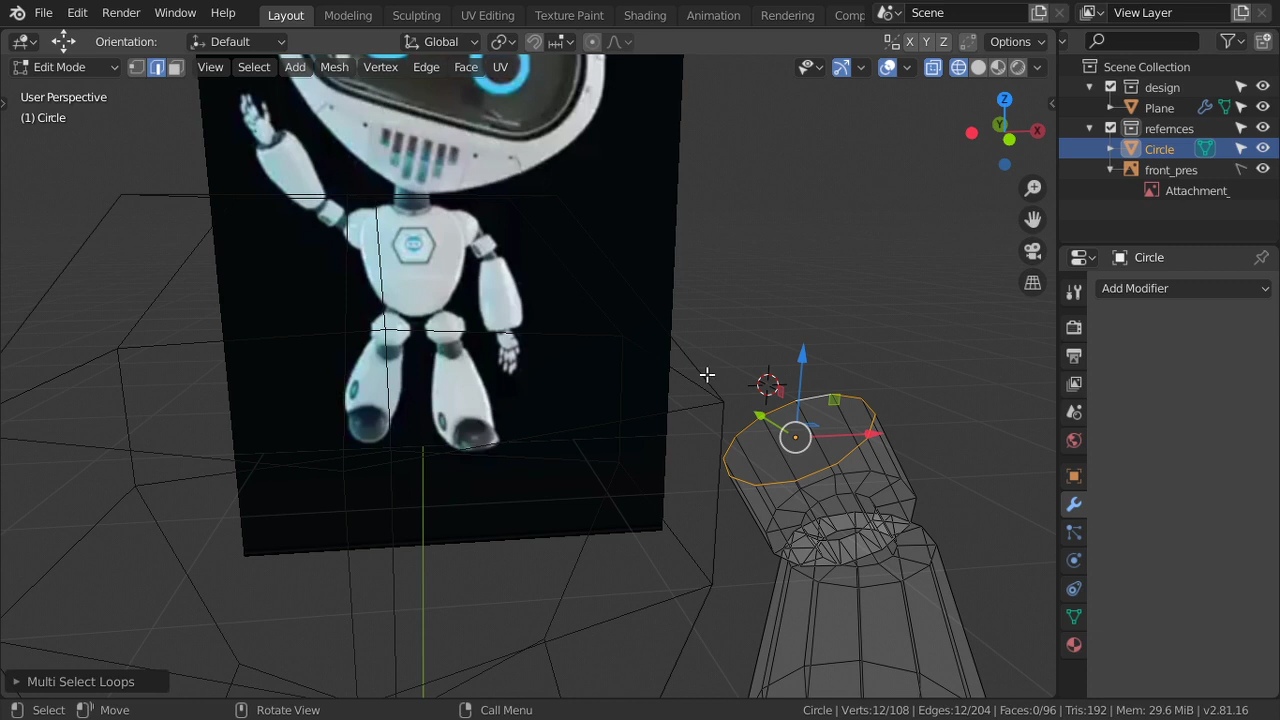 File Edit Render Window Help Layout Modeling Sculpting UV Editing Texture Paint Shading Animation Rendering Comp Scene View Layer
Orientation: Default Global X Y Z Options
Edit Mode View Select Add Mesh Vertex Edge Face UV
User Perspective
(1) Circle
Scene Collection
design
Plane
refernces
Circle
front_pres
Attachment_
Circle
Add Modifier
Z
Y
X
Multi Select Loops
Select Move Rotate View Call Menu Circle | Verts:12/108 | Edges:12/204 | Faces:0/96 | Tris:192 | Mem: 29.6 MiB | v2.81.16